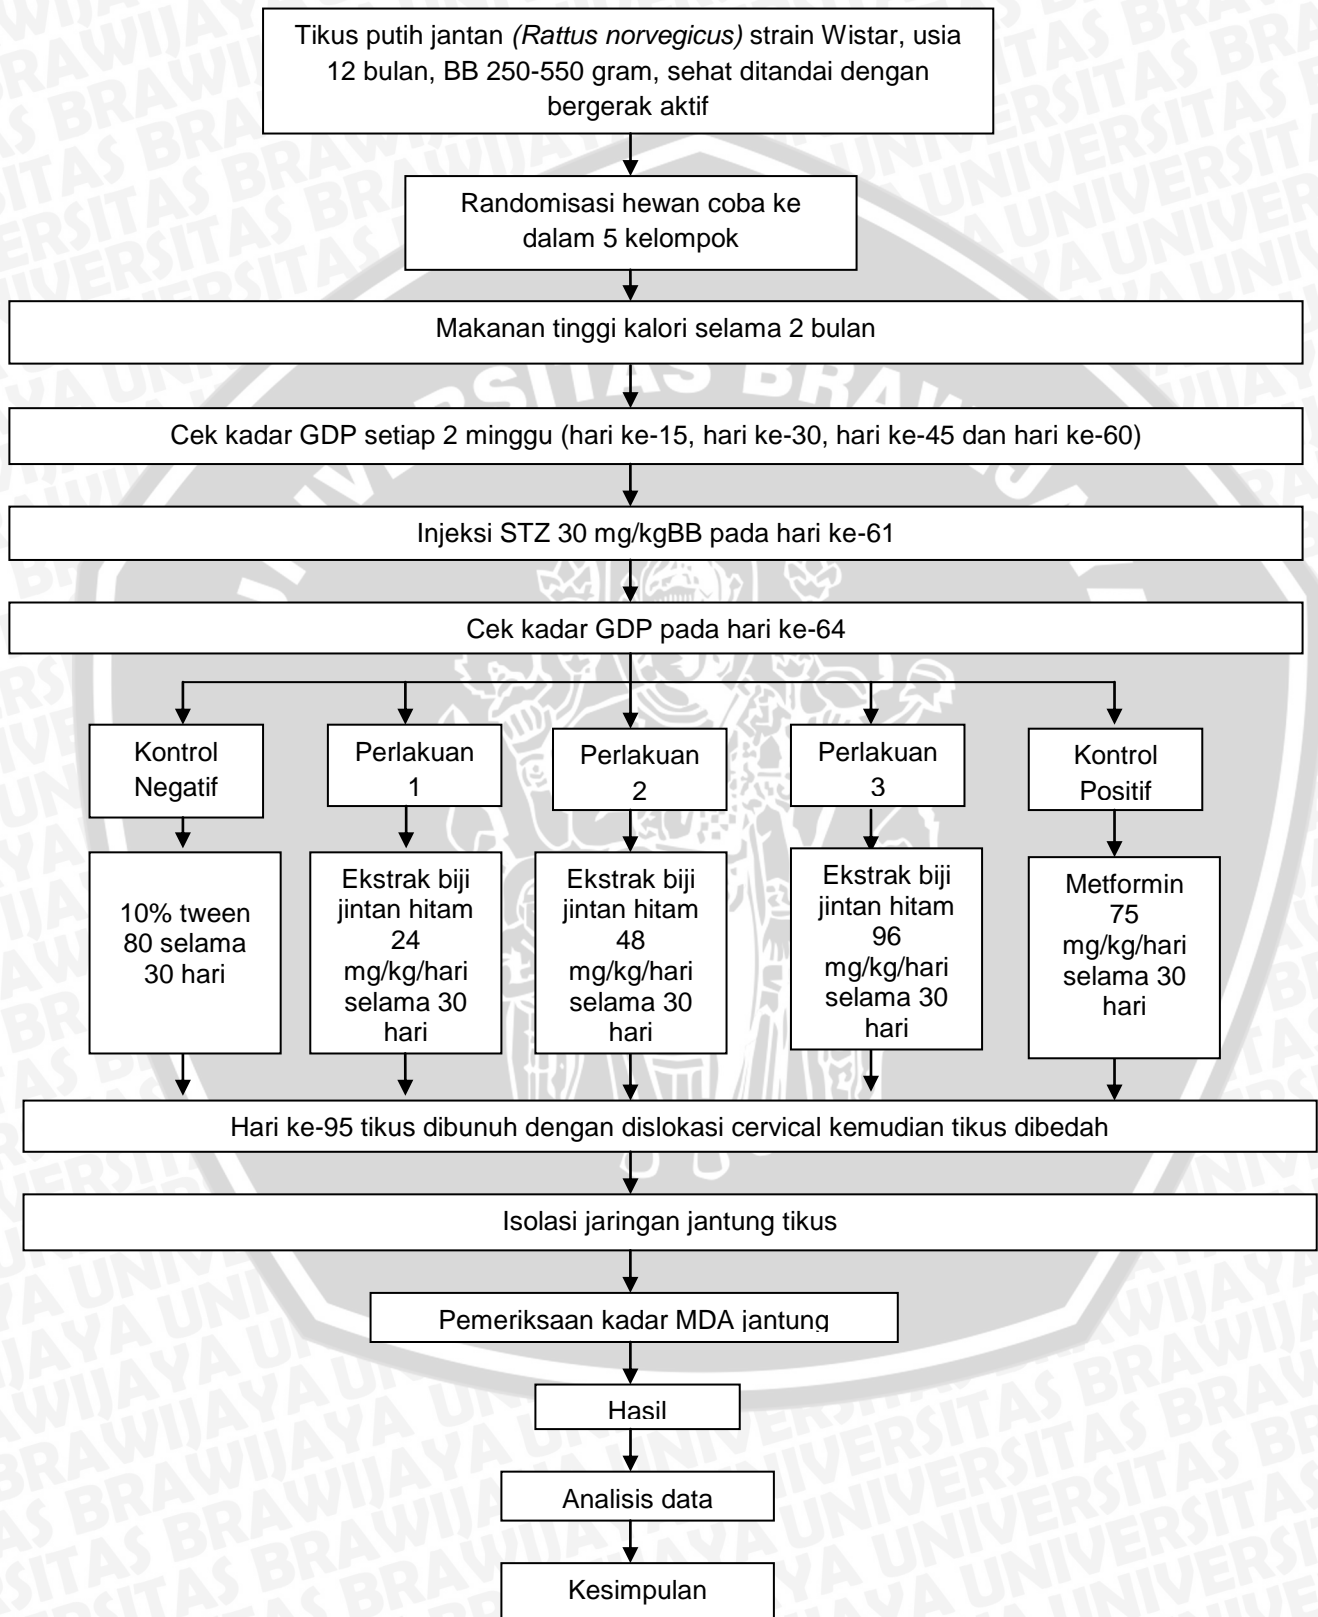 Tikus putih jantan (Rattus norvegicus) strain Wistar, usia
12 bulan, BB 250-550 gram, sehat ditandai dengan
bergerak aktif
Randomisasi hewan coba ke
dalam 5 kelompok
Makanan tinggi kalori selama 2 bulan
Cek kadar GDP setiap 2 minggu (hari ke-15, hari ke-30, hari ke-45 dan hari ke-60)
Injeksi STZ 30 mg/kgBB pada hari ke-61
Cek kadar GDP pada hari ke-64
Kontrol
Negatif
Perlakuan
1
Perlakuan
2
Perlakuan
3
Kontrol
Positif
10% tween
80 selama
30 hari
Ekstrak biji
jintan hitam
24
mg/kg/hari
selama 30
hari
Ekstrak biji
jintan hitam
48
mg/kg/hari
selama 30
hari
Ekstrak biji
jintan hitam
96
mg/kg/hari
selama 30
hari
Metformin
75
mg/kg/hari
selama 30
hari
Hari ke-95 tikus dibunuh dengan dislokasi cervical kemudian tikus dibedah
Isolasi jaringan jantung tikus
Pemeriksaan kadar MDA jantung
Hasil
Analisis data
Kesimpulan